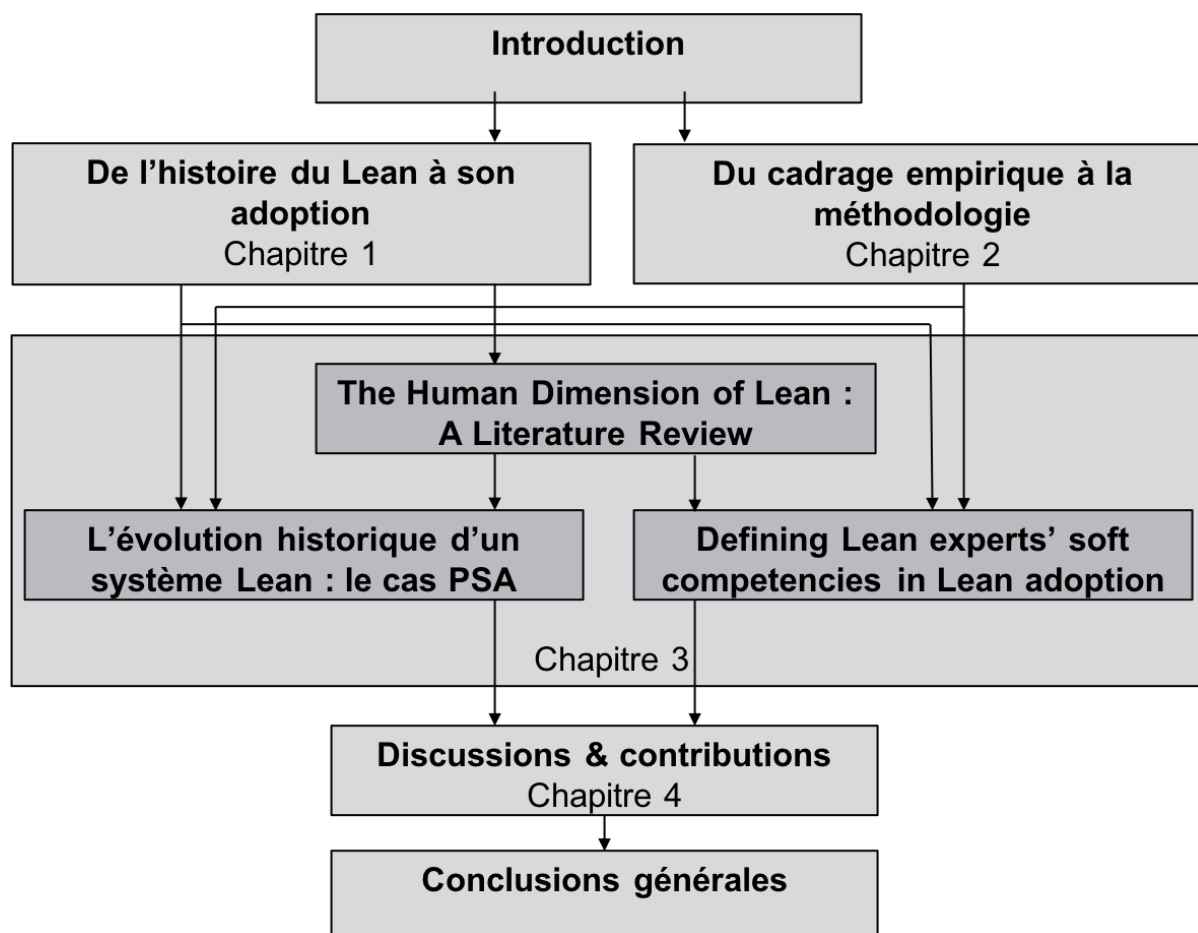 Introduction
De l’histoire du Lean à son
adoption
Chapitre 1
Du cadrage empirique à la
méthodologie
Chapitre 2
The Human Dimension of Lean :
A Literature Review
L’évolution historique d’un
système Lean : le cas PSA
Defining Lean experts’ soft
competencies in Lean adoption
Chapitre 3
Discussions & contributions
Chapitre 4
Conclusions générales